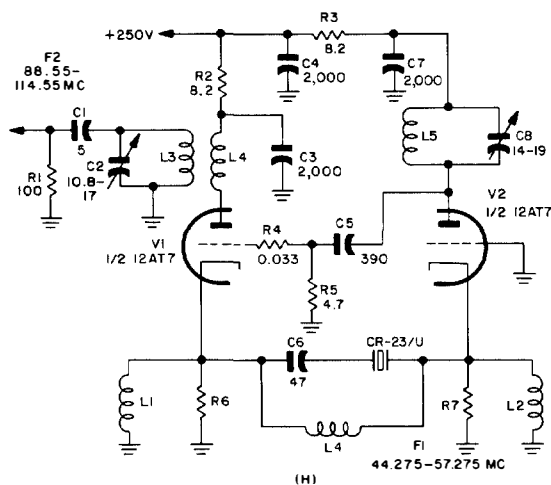 +250V
R3
8.2
F2
88.55-
114.55MC
R2
8.2
C4
2,000
C7
2,000
C1
5
C2
10.8-
17
L3
L4
C3
2,000
L5
C8
14-19
R1
100
V2
1/2 12AT7
V1
1/2 12AT7
R4
0.033
C5
390
R5
4.7
C6
47
CR-23/U
L1
R6
L4
R7
L2
F1
44.275-57.275 MC
(H)